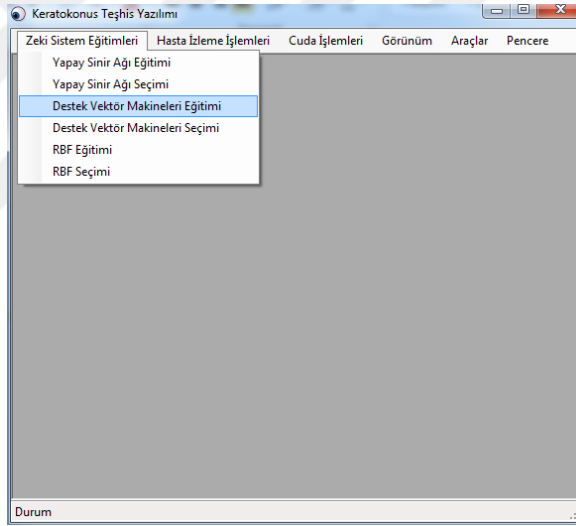 Keratokonus Teşhis Yazılımı
Zeki Sistem Eğitimleri Hasta İzleme İşlemleri Cuda İşlemleri Görünüm Araçlar Pencere
Yapay Sinir Ağı Eğitimi
Yapay Sinir Ağı Seçimi
Destek Vektör Makineleri Eğitimi
Destek Vektör Makineleri Seçimi
RBF Eğitimi
RBF Seçimi
Durum